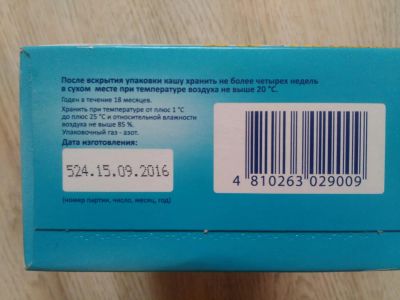 После вскрытия упаковки кашу хранить не более четырех недель
в сухом месте при температуре воздуха не выше 20 °С.
Годен в течение 18 месяцев.
Хранить при температуре от плюс 1 °С
до плюс 25 °С и относительной влажности
воздуха не выше 85 %.
Упаковочный газ - азот.
Дата изготовления:
524.15.09.2016
(номер партии, число, месяц, год)
4 810263 029009